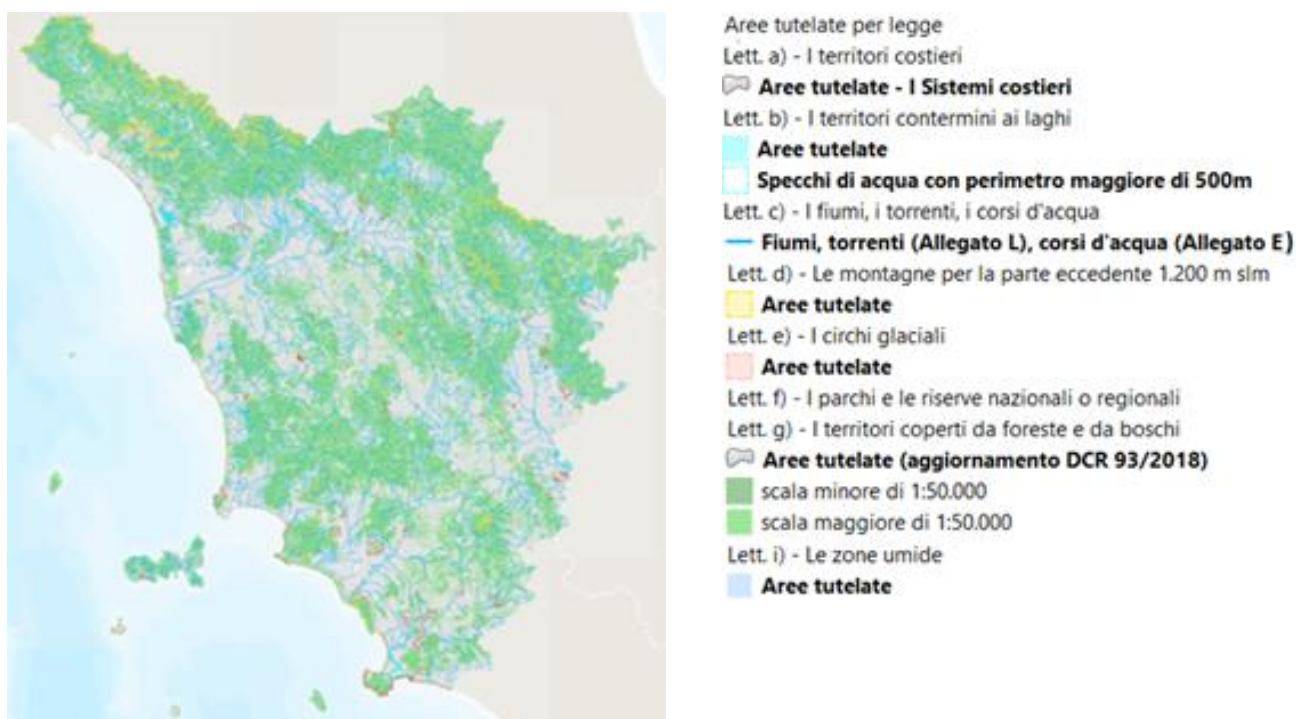 Aree tutelate per legge
Lett. a) - I territori costieri
Aree tutelate - I Sistemi costieri
Lett. b) - I territori contermini ai laghi
Aree tutelate
Specchi di acqua con perimetro maggiore di 500m
Lett. c) - I fiumi, i torrenti, i corsi d'acqua
Fiumi, torrenti (Allegato L), corsi d'acqua (Allegato E)
Lett. d) - Le montagne per la parte eccedente 1.200 m slm
Aree tutelate
Lett. e) - I circhi glaciali
Aree tutelate
Lett. f) - I parchi e le riserve nazionali o regionali
Lett. g) - I territori coperti da foreste e da boschi
Aree tutelate (aggiornamento DCR 93/2018)
scala minore di 1:50.000
scala maggiore di 1:50.000
Lett. i) - Le zone umide
Aree tutelate